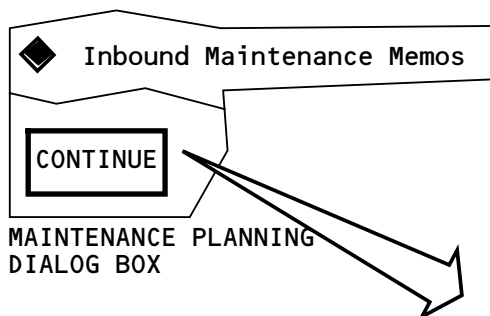 Inbound Maintenance Memos
CONTINUE
MAINTENANCE PLANNING
DIALOG BOX